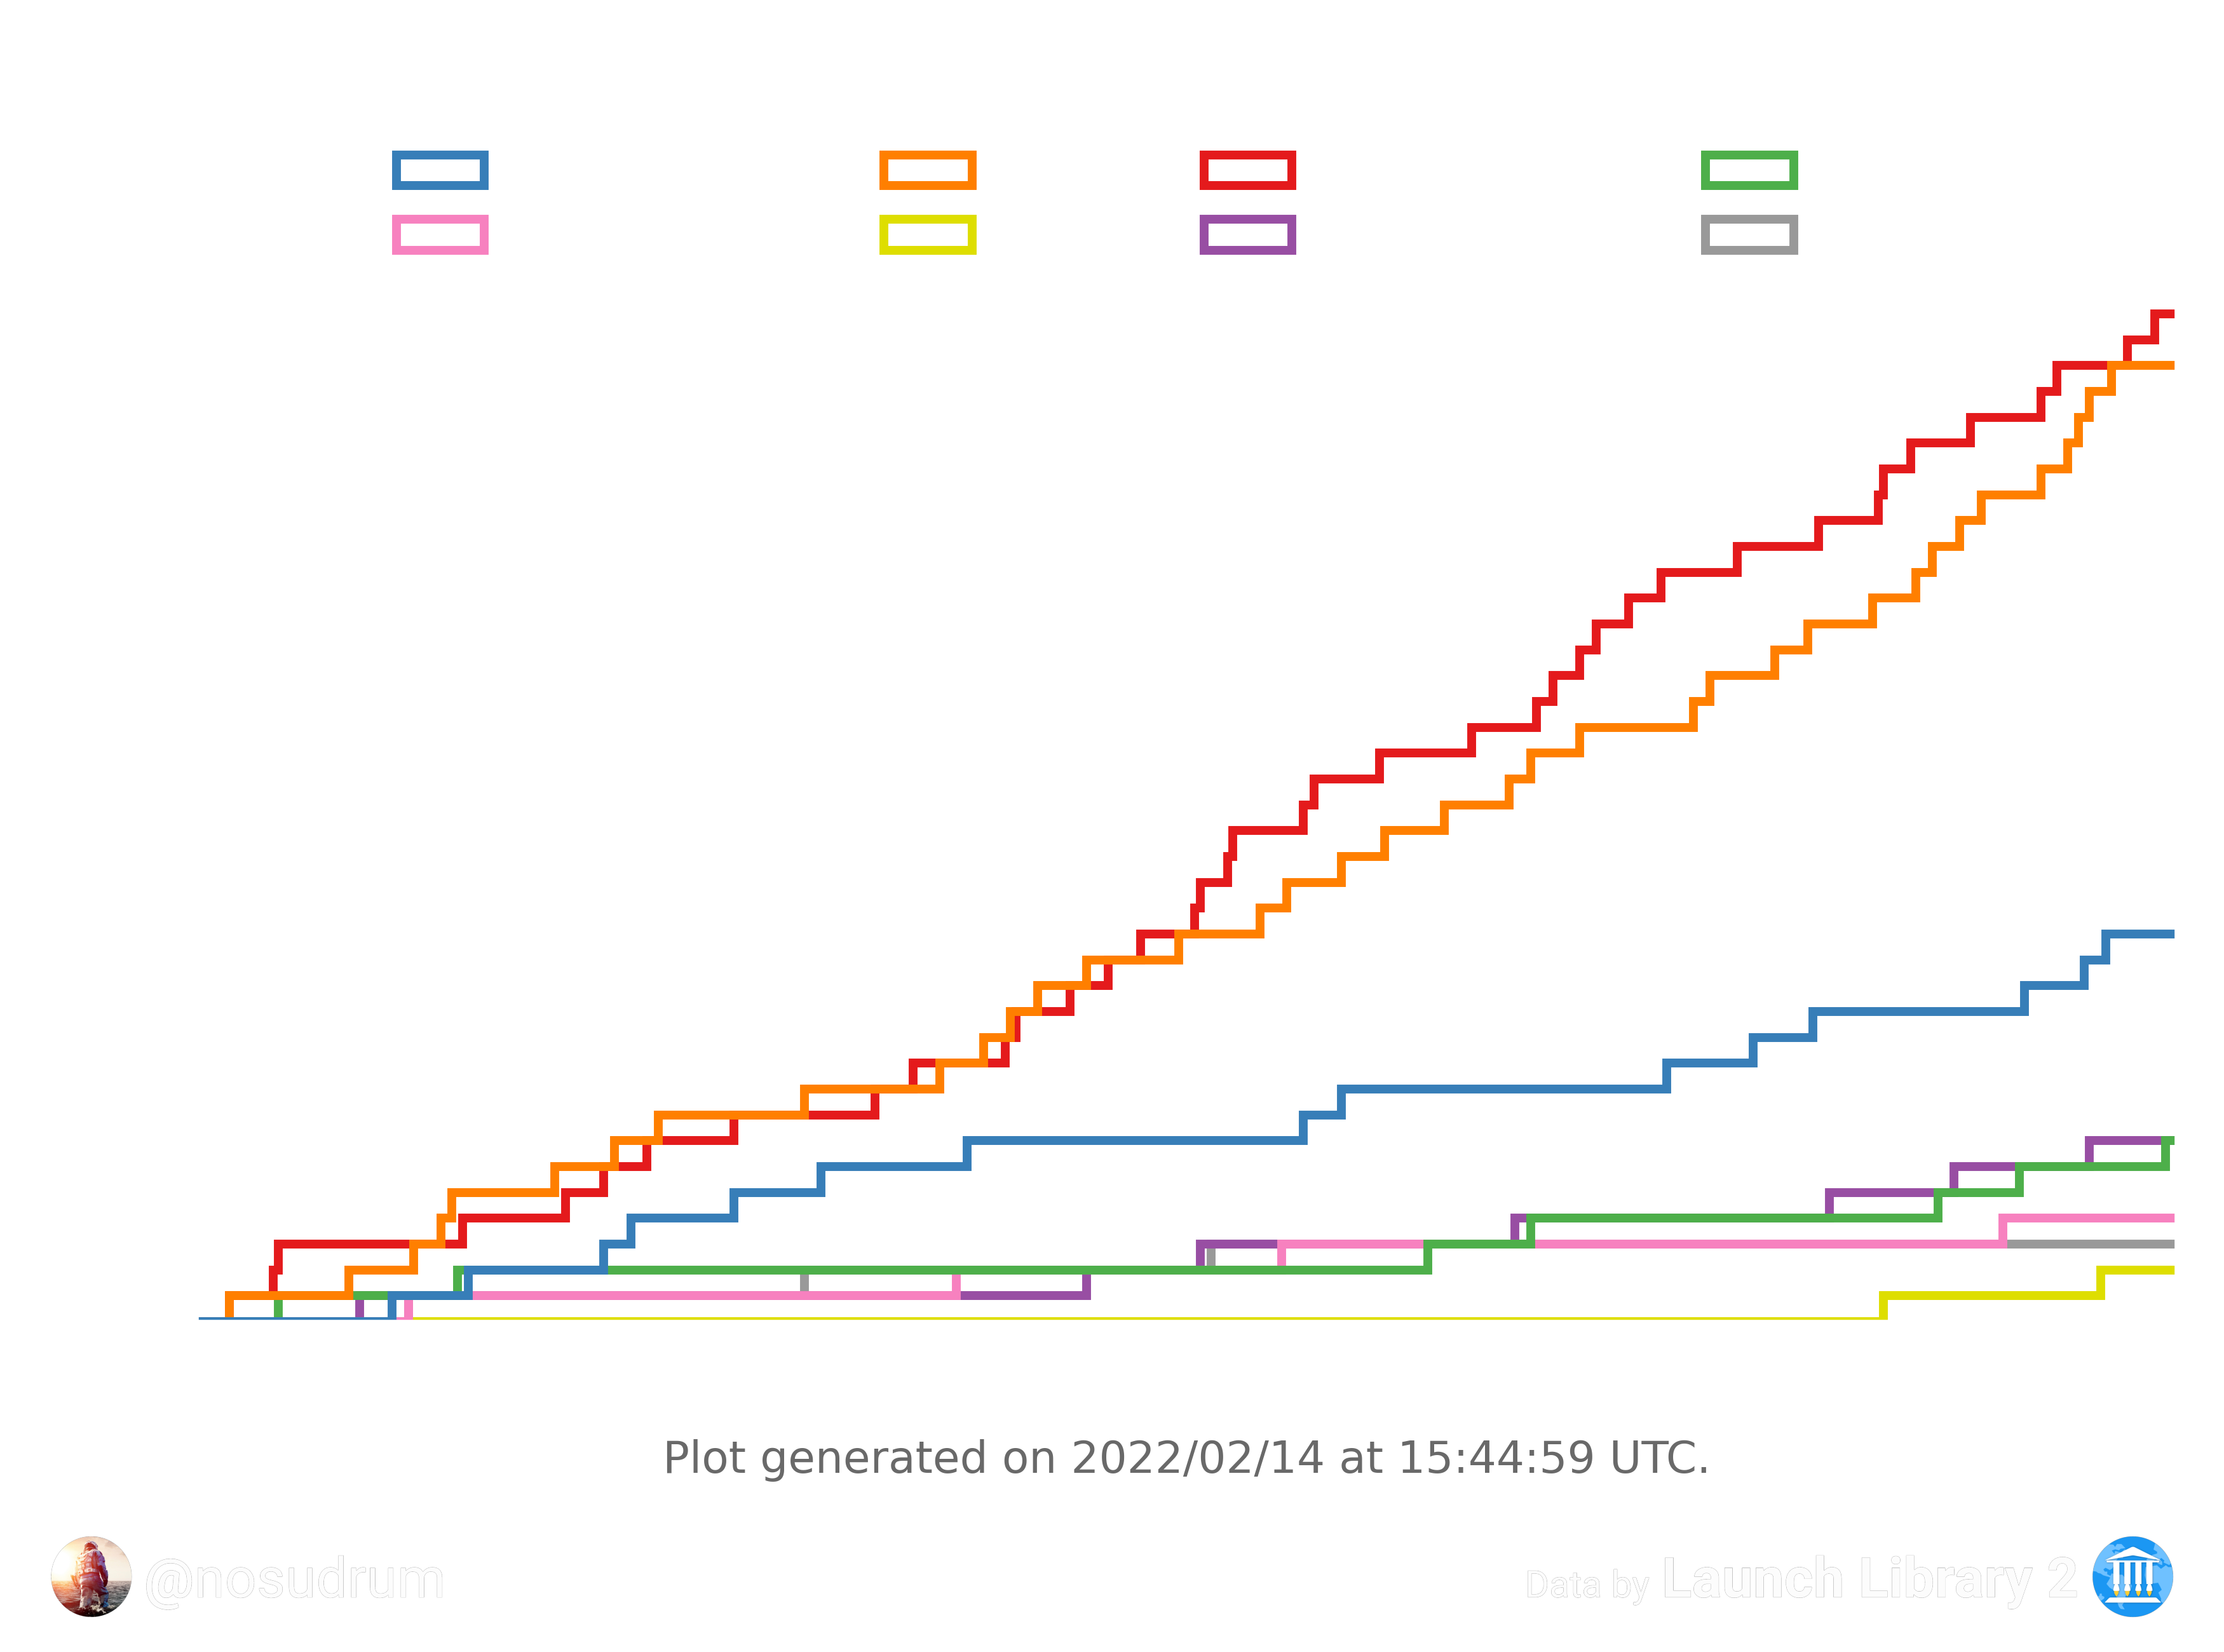 Plot generated on 2022/02/14 at 15:44:59 UTC.
@nosudrum
Data by Launch Library 2